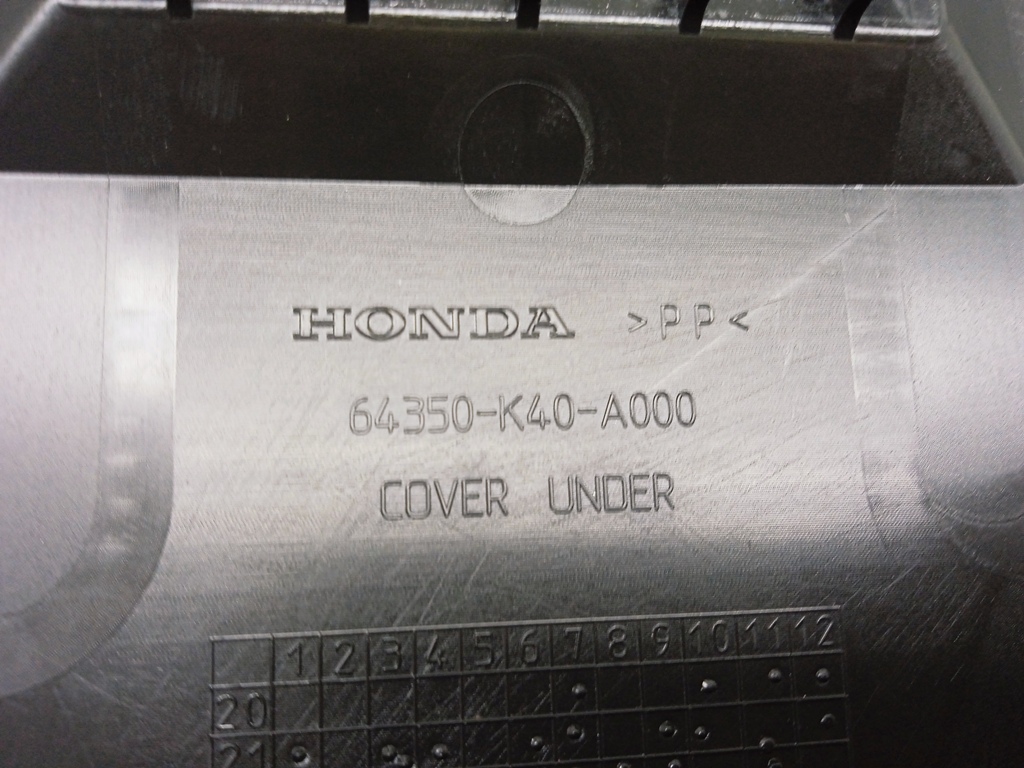 HONDA >PP<
64350-K40-A000
COVER UNDER
1 2 3 4 5 6 7 8 9 10 11 12
20
21